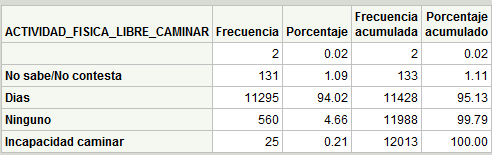 ACTIVIDAD_FISICA_LIBRE_CAMINAR Frecuencia Porcentaje Frecuencia acumulada Porcentaje acumulado
2 0.02 2 0.02
No sabe/No contesta 131 1.09 133 1.11
Dias 11295 94.02 11428 95.13
Ninguno 560 4.66 11988 99.79
Incapacidad caminar 25 0.21 12013 100.00